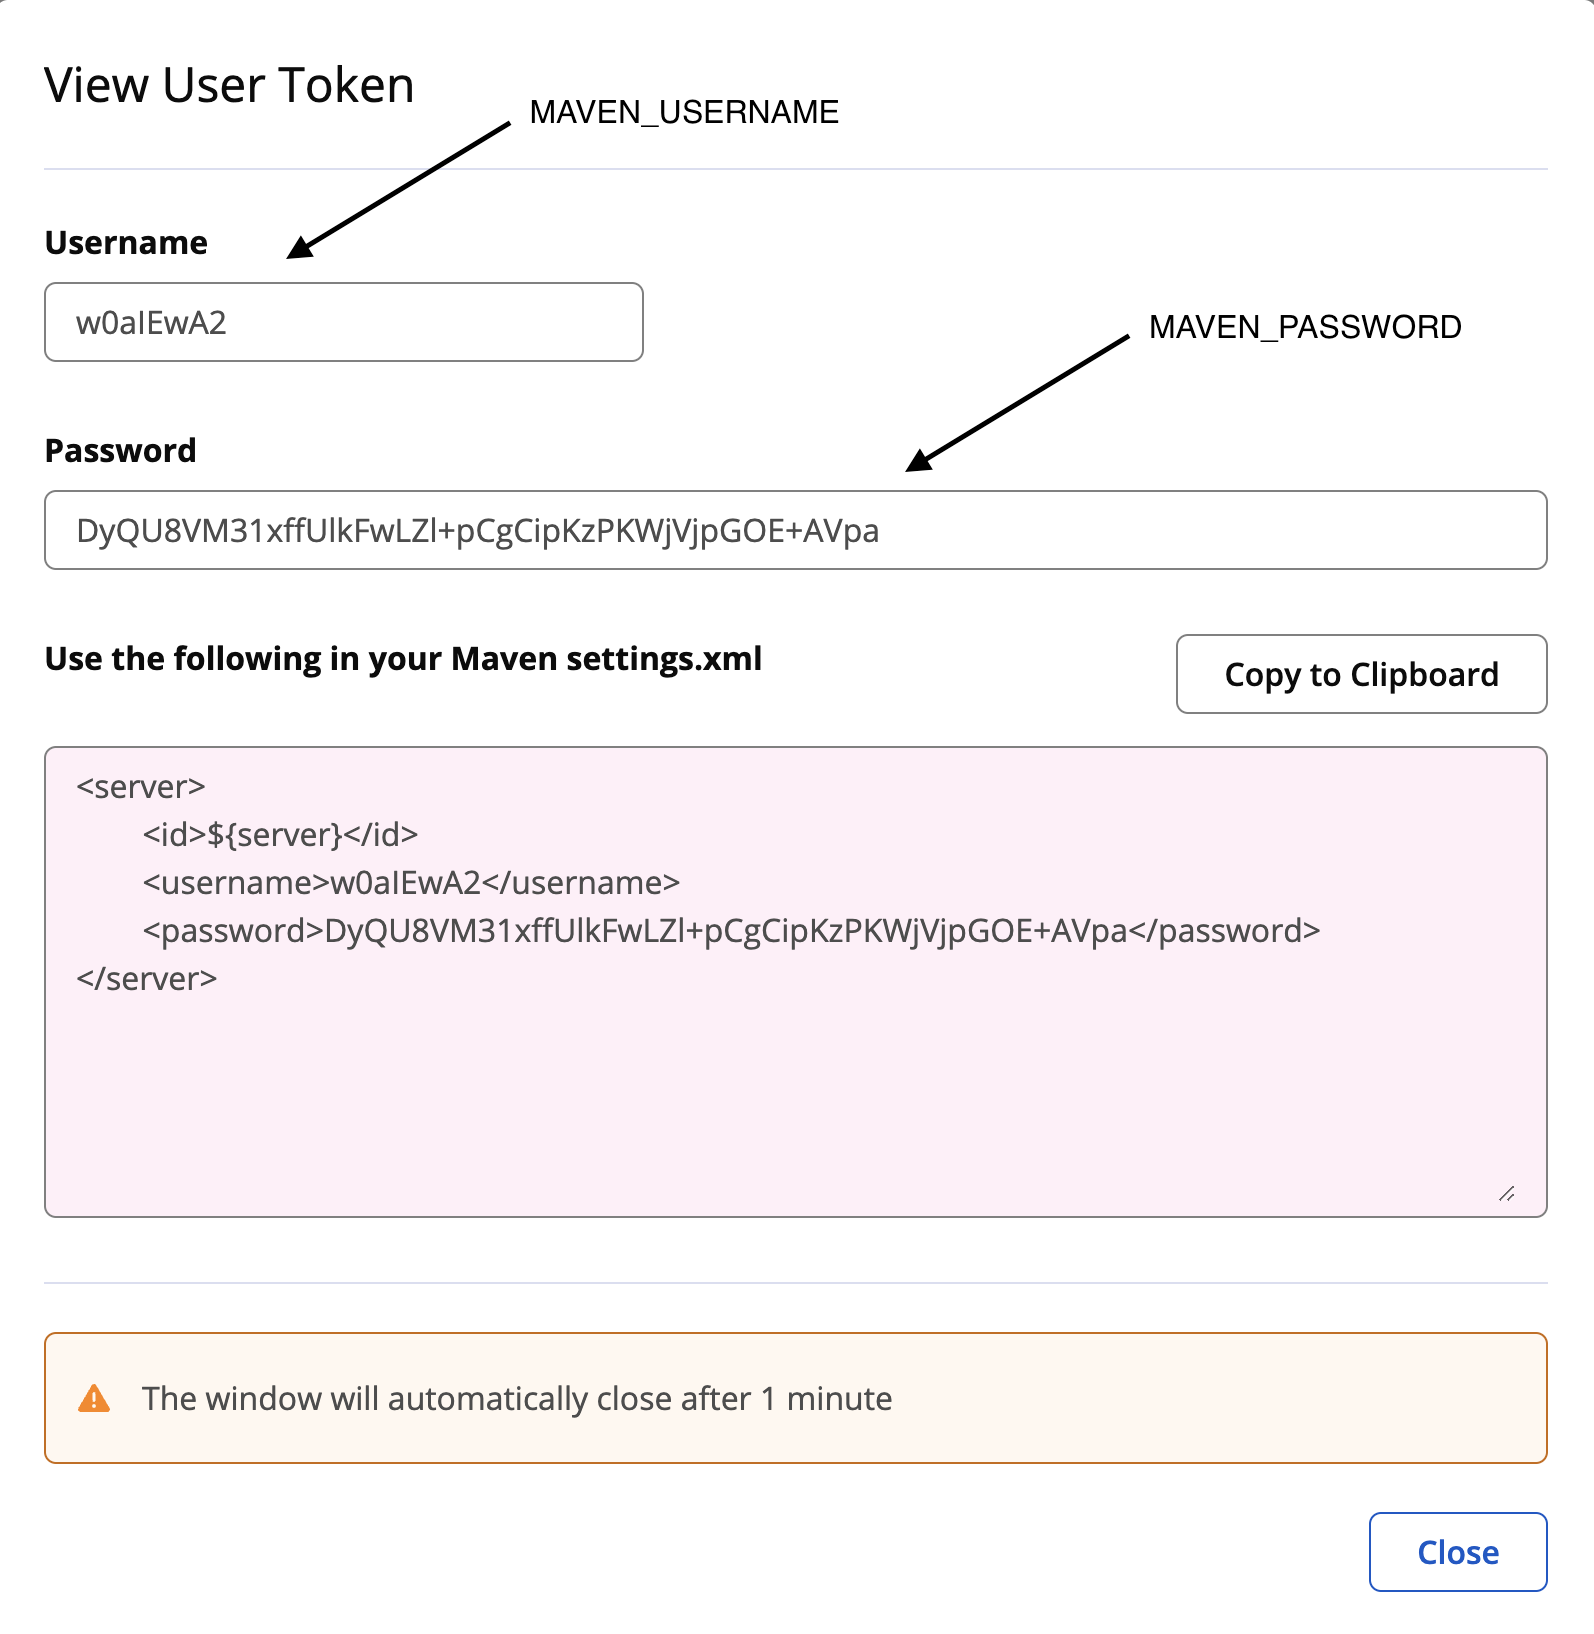 View User Token
MAVEN_USERNAME
Username
w0aIEwA2
MAVEN_PASSWORD
Password
DyQU8VM31xffUlkFwLZl+pCgCipKzPKWjVjpGOE+AVpa
Use the following in your Maven settings.xml
Copy to Clipboard
<server>
<id>${server}</id>
<username>w0aIEwA2</username>
<password>DyQU8VM31xffUlkFwLZl+pCgCipKzPKWjVjpGOE+AVpa</password>
</server>
The window will automatically close after 1 minute
Close